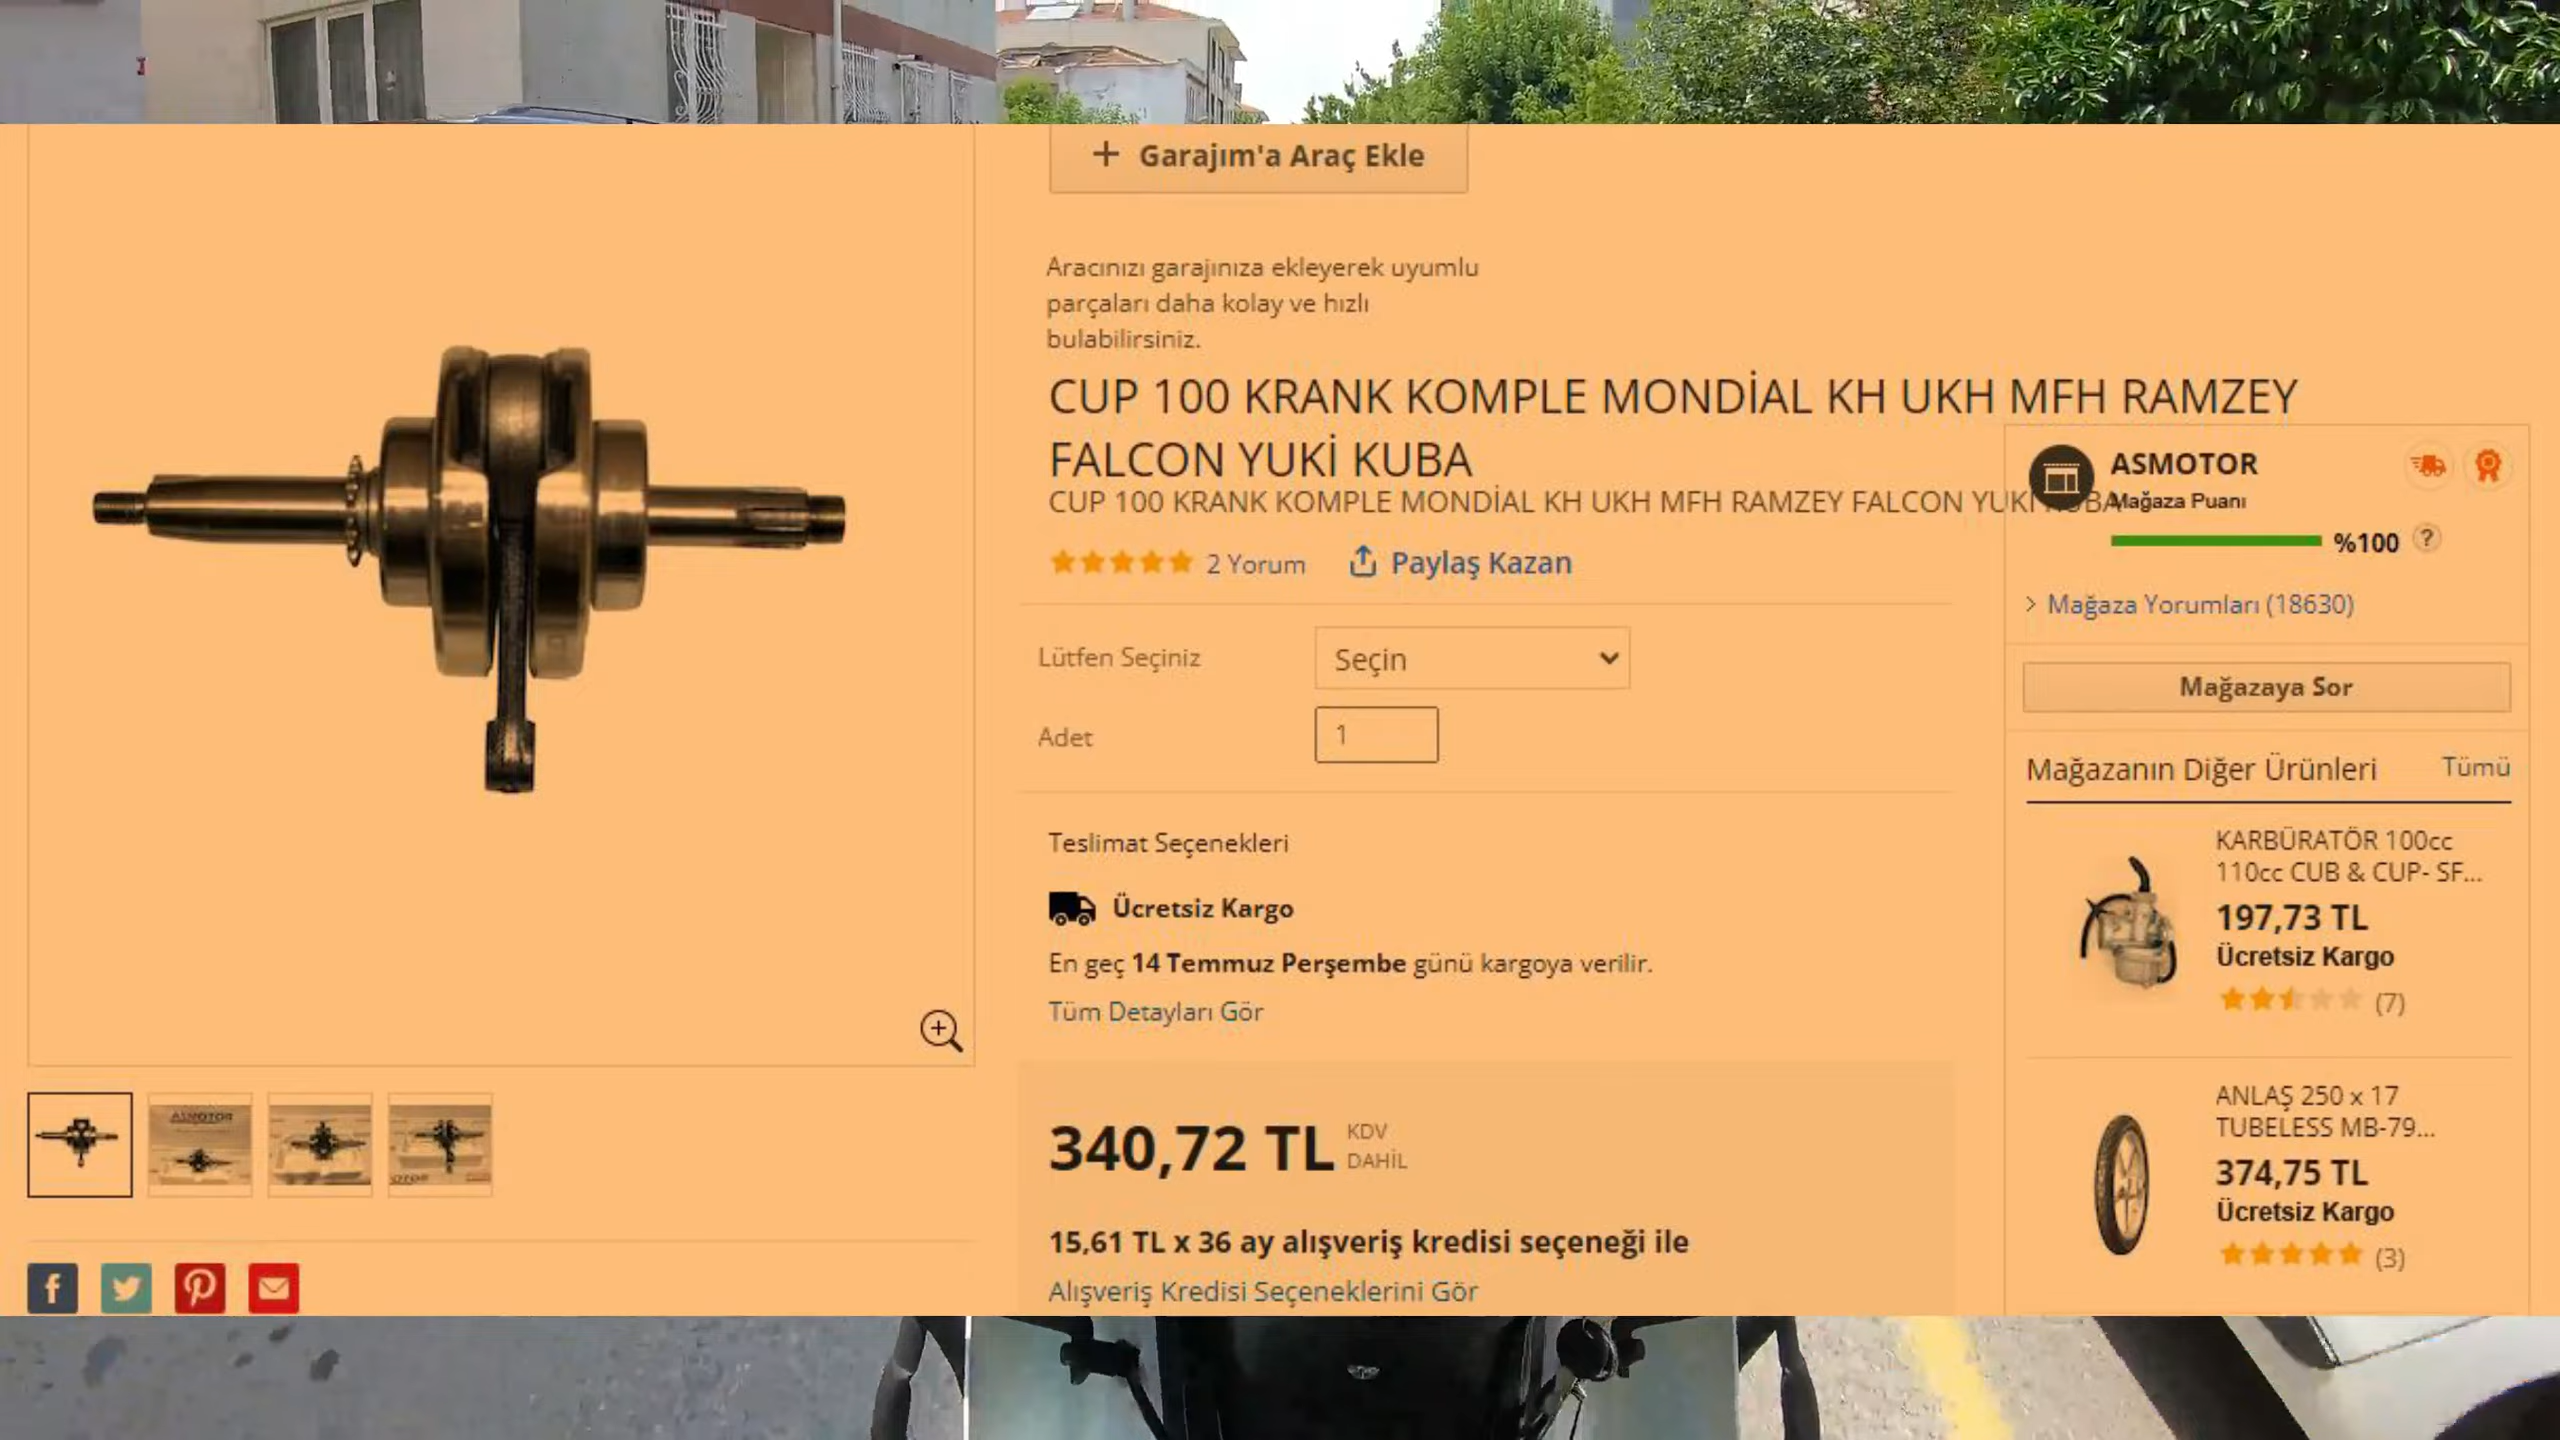 + Garajım'a Araç Ekle
Aracınızı garajınıza ekleyerek uyumlu
parçaları daha kolay ve hızlı
bulabilirsiniz.
CUP 100 KRANK KOMPLE MONDİAL KH UKH MFH RAMZEY
FALCON YUKİ KUBA
CUP 100 KRANK KOMPLE MONDİAL KH UKH MFH RAMZEY FALCON YUKİ KUBA
2 Yorum
Paylaş Kazan
Lütfen Seçiniz
Seçin
Adet
1
Teslimat Seçenekleri
Ücretsiz Kargo
En geç 14 Temmuz Perşembe günü kargoya verilir.
Tüm Detayları Gör
340,72 TL KDV
DAHİL
15,61 TL x 36 ay alışveriş kredisi seçeneği ile
Alışveriş Kredisi Seçeneklerini Gör
ASMOTOR
Mağaza Puanı
%100 ?
> Mağaza Yorumları (18630)
Mağazaya Sor
Mağazanın Diğer Ürünleri
Tümü
KARBÜRATÖR 100cc
110cc CUB & CUP- SF...
197,73 TL
Ücretsiz Kargo
(7)
ANLAŞ 250 x 17
TUBELESS MB-79...
374,75 TL
Ücretsiz Kargo
(3)
ASMOTOR